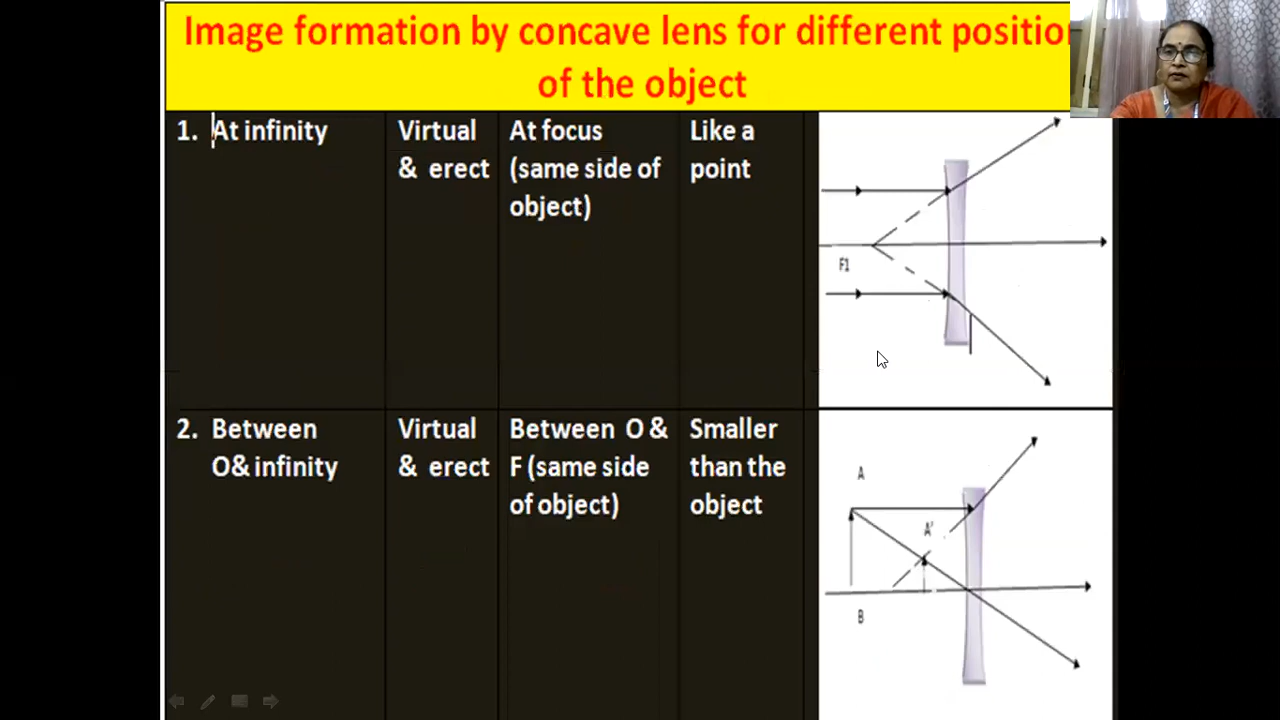 Image formation by concave lens for different positio
of the object
1. At infinity
Virtual
& erect
At focus
(same side of
object)
Like a
point
F1
2. Between
O& infinity
Virtual
& erect
Between O &
F (same side
of object)
Smaller
than the
object
A
A'
B